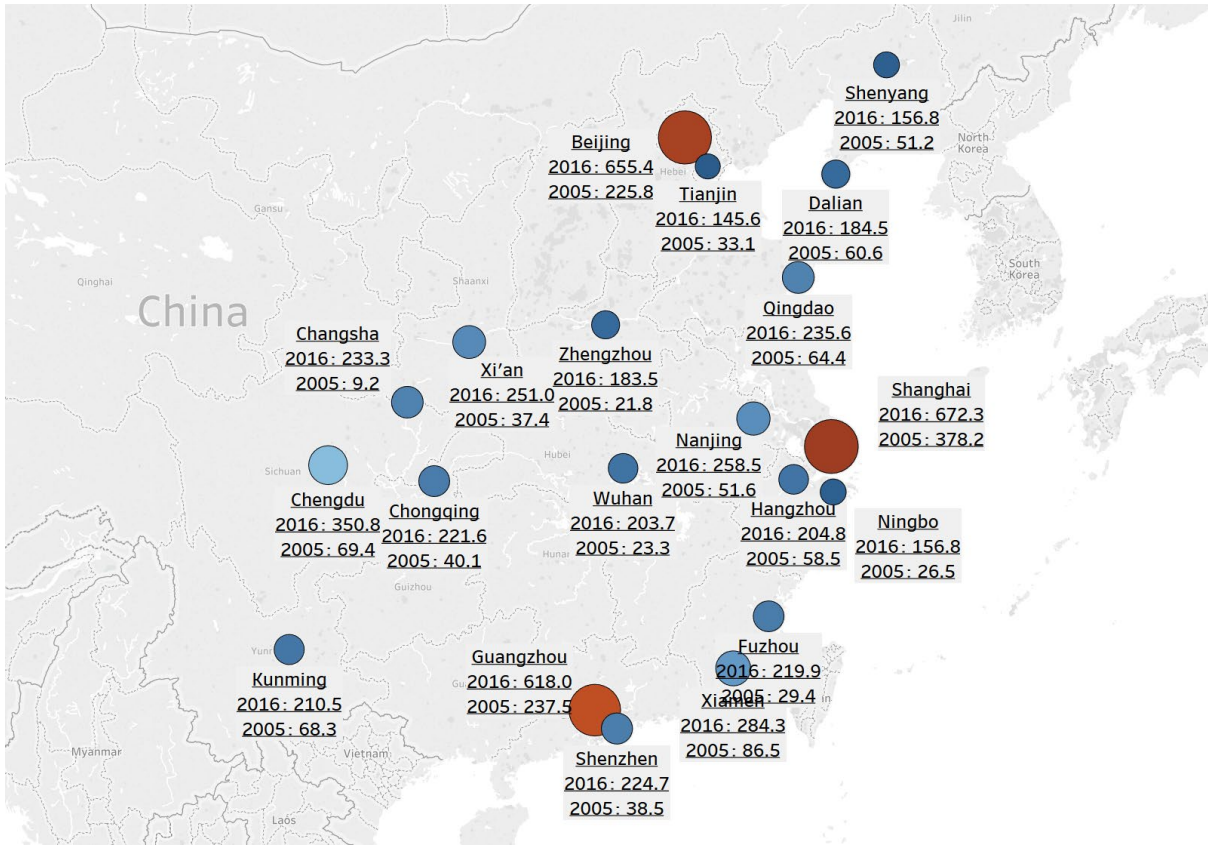 Jilin
Shenyang
2016: 156.8
2005: 51.2
North
Korea
Beijing
2016: 655.4
2005: 225.8
Hebei
Tianjin
2016: 145.6
2005: 33.1
Dalian
2016: 184.5
2005: 60.6
Gansu
South
Korea
Qinghai
Shaanxi
China
Qingdao
2016: 235.6
2005: 64.4
Changsha
2016: 233.3
2005: 9.2
Xi’an
2016: 251.0
2005: 37.4
Zhengzhou
2016: 183.5
2005: 21.8
Shanghai
2016: 672.3
2005: 378.2
Nanjing
2016: 258.5
2005: 51.6
Hubei
Sichuan
Chengdu
2016: 350.8
2005: 69.4
Chongqing
2016: 221.6
2005: 40.1
Wuhan
2016: 203.7
2005: 23.3
Hangzhou
2016: 204.8
2005: 58.5
Ningbo
2016: 156.8
2005: 26.5
Hunan
Guizhou
Fuzhou
2016: 219.9
2005: 29.4
Kunming
2016: 210.5
2005: 68.3
Guangzhou
2016: 618.0
2005: 237.5
Xiamen
2016: 284.3
2005: 86.5
Shenzhen
2016: 224.7
2005: 38.5
Myanmar
Vietnam
Laos